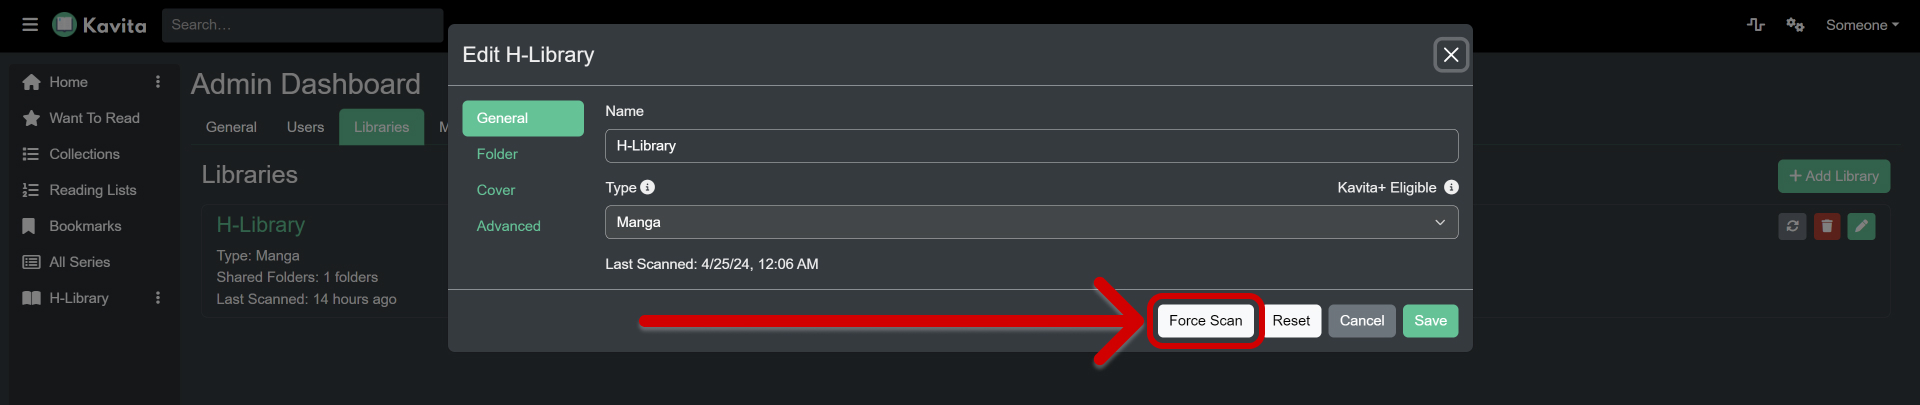 Kavita
Search...
Someone
Home
Want To Read
Collections
Reading Lists
Bookmarks
All Series
H-Library
Admin Dashboard
General Users Libraries M
Libraries
Add Library
H-Library
Type: Manga
Shared Folders: 1 folders
Last Scanned: 14 hours ago
Edit H-Library
General
Folder
Cover
Advanced
Name
H-Library
Type Kavita+ Eligible
Manga
Last Scanned: 4/25/24, 12:06 AM
Force Scan Reset Cancel Save